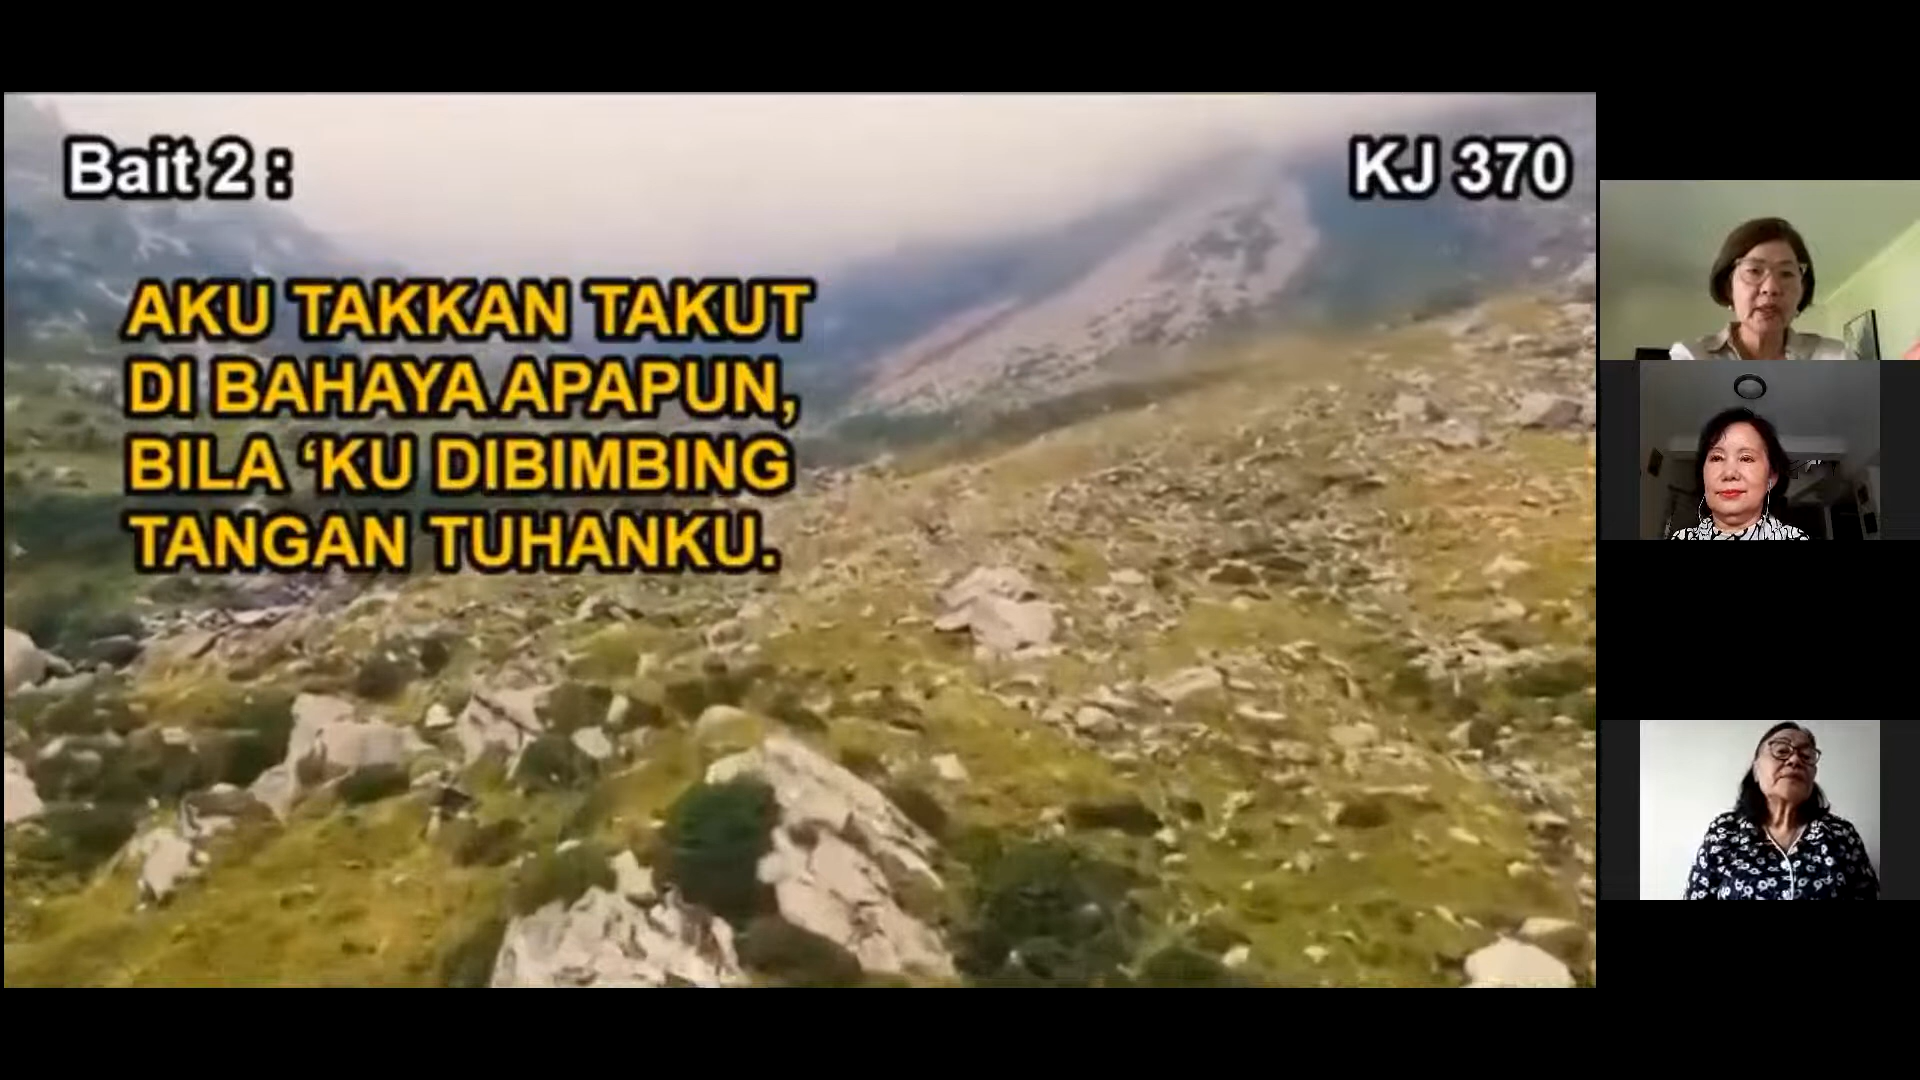 Bait 2 :
KJ 370
AKU TAKKAN TAKUT
DI BAHAYA APAPUN,
BILA ‘KU DIBIMBING
TANGAN TUHANKU.